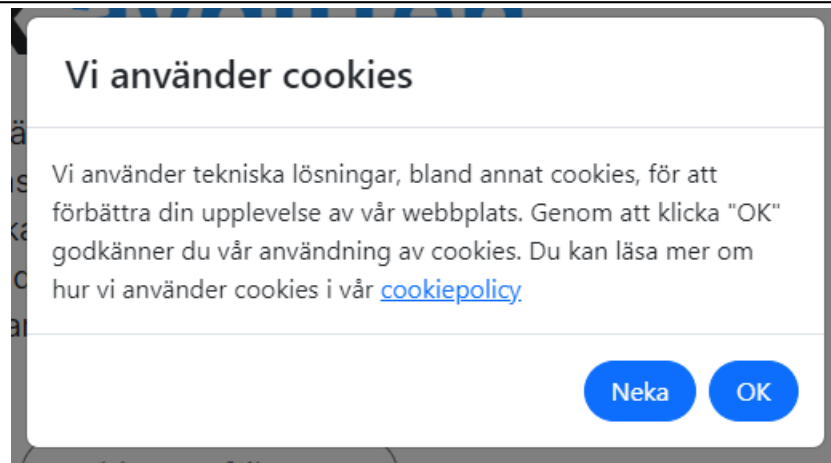 Vi använder cookies
Vi använder tekniska lösningar, bland annat cookies, för att
förbättra din upplevelse av vår webbplats. Genom att klicka "OK"
godkänner du vår användning av cookies. Du kan läsa mer om
hur vi använder cookies i vår cookiepolicy
Neka OK